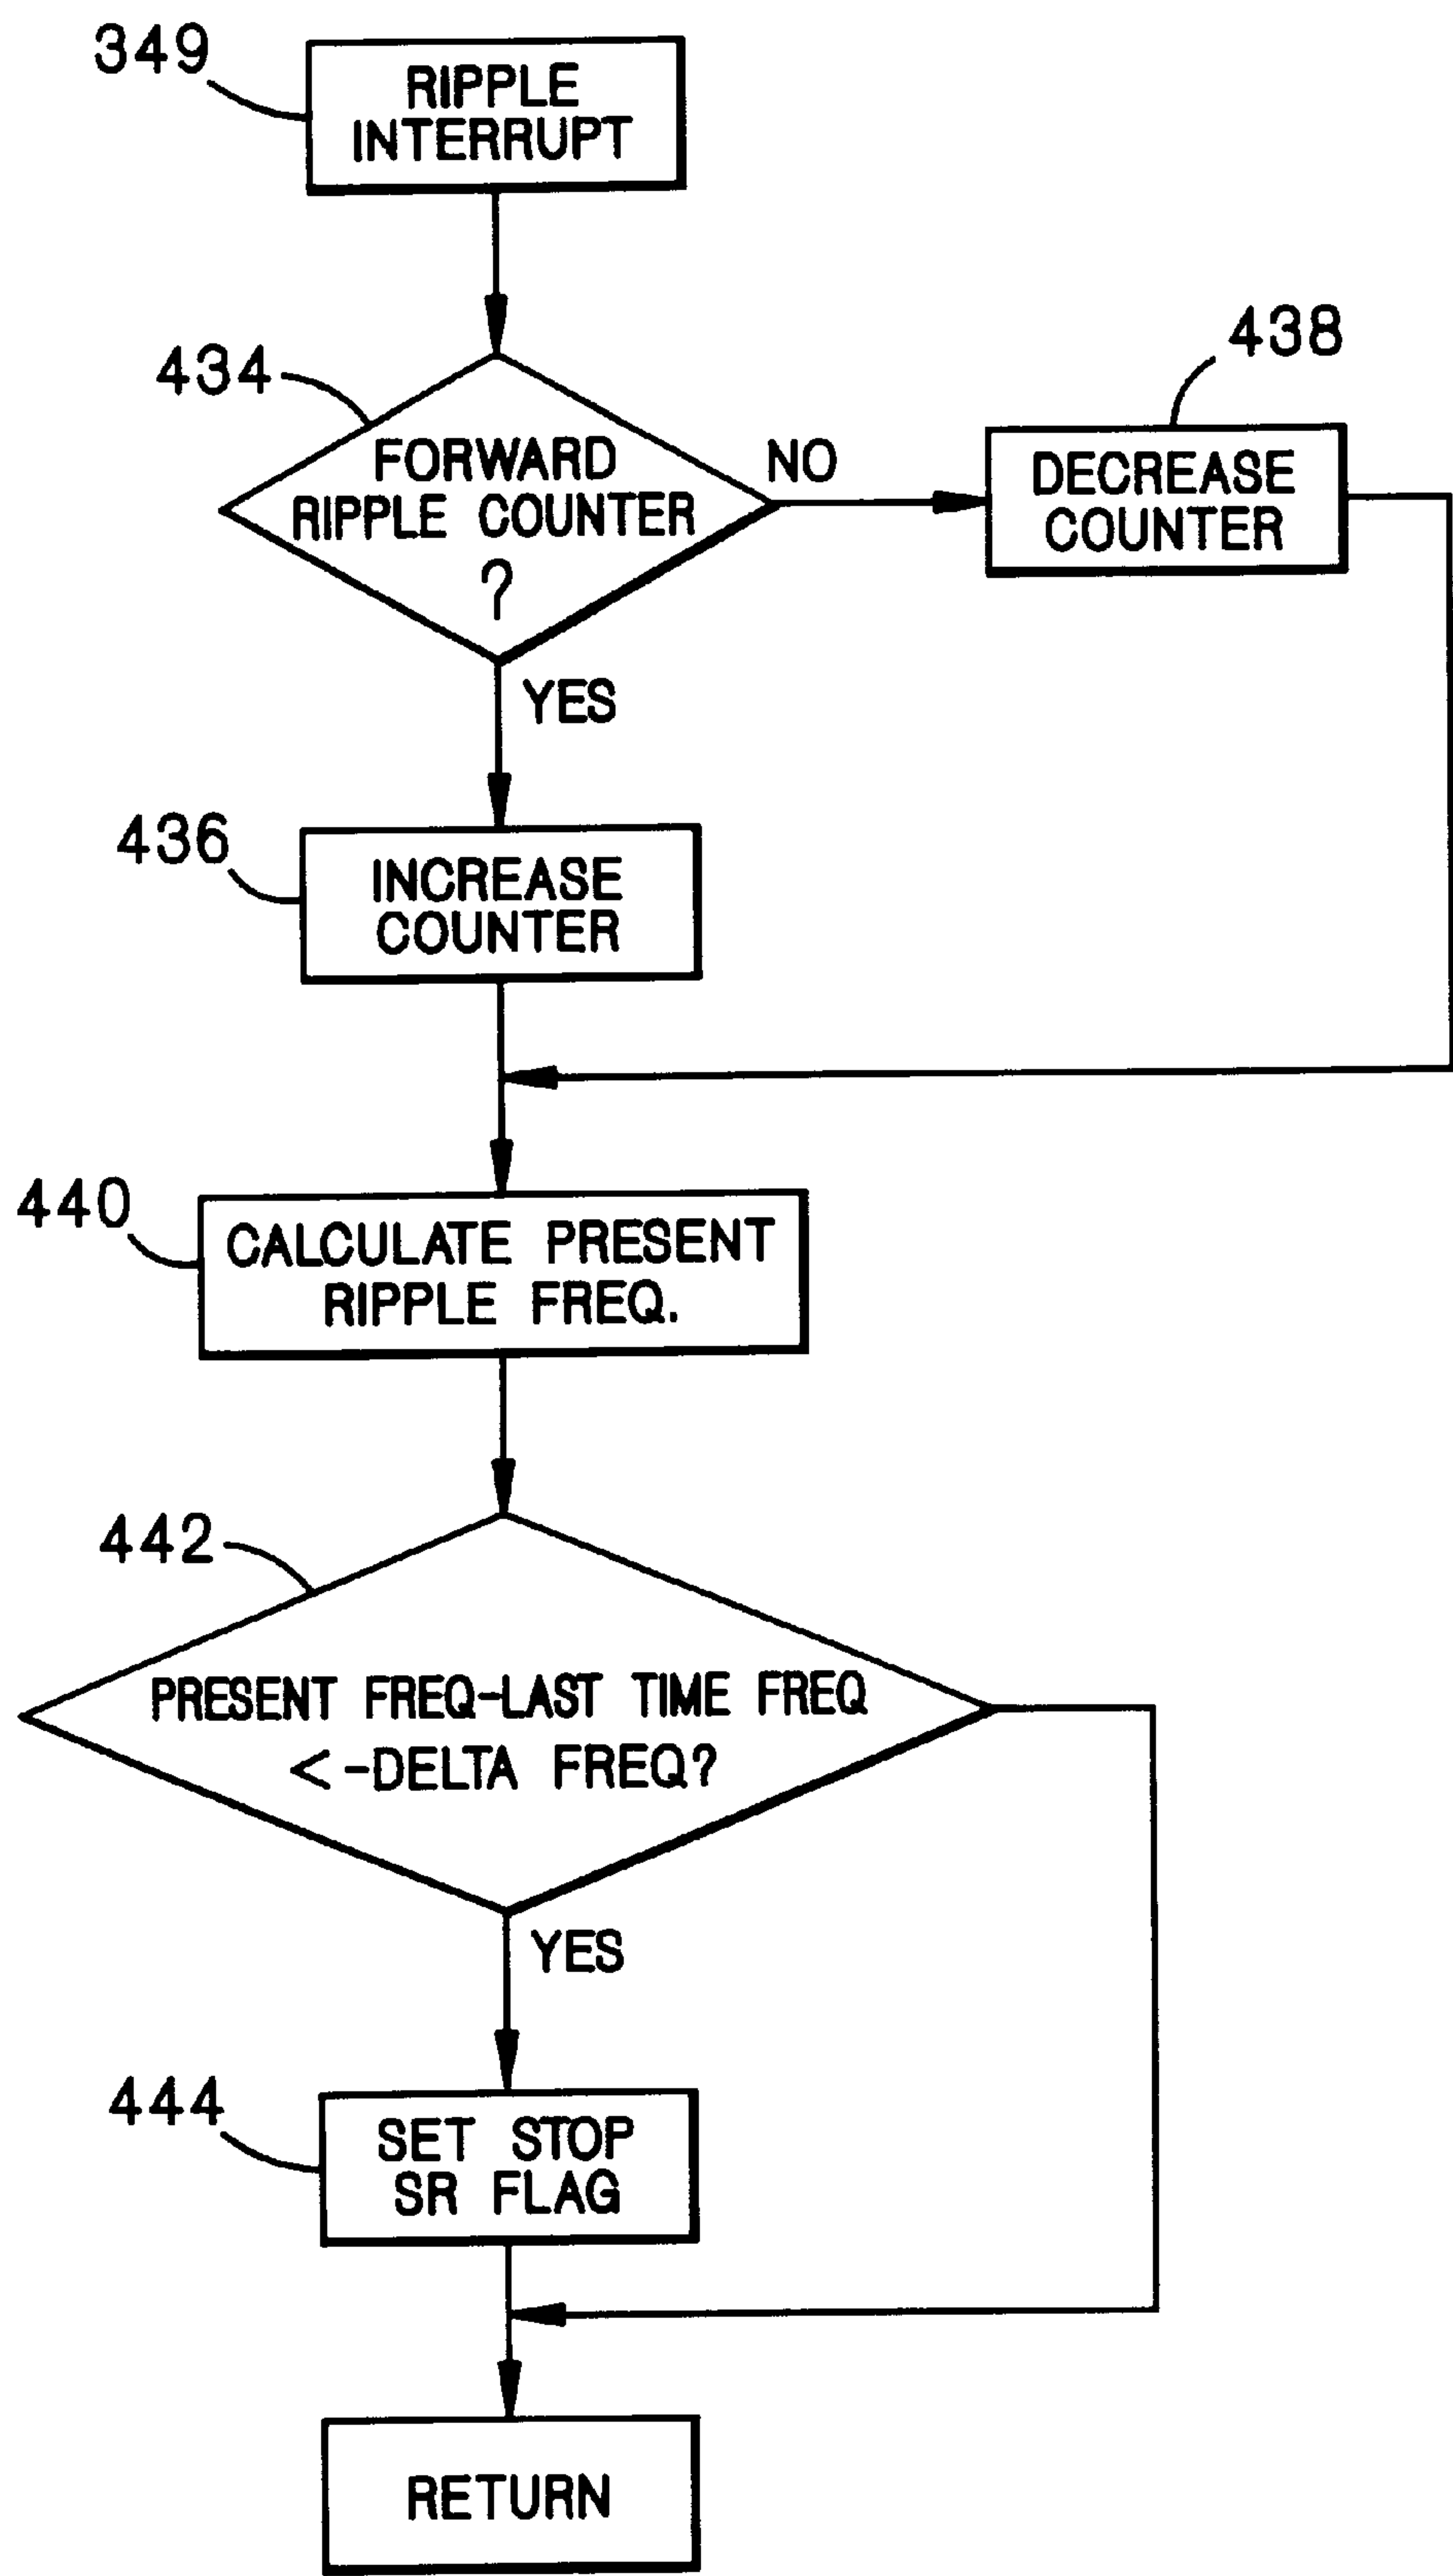 349
RIPPLE
INTERRUPT
434
FORWARD
RIPPLE COUNTER
?
NO
438
DECREASE
COUNTER
YES
436
INCREASE
COUNTER
440
CALCULATE PRESENT
RIPPLE FREQ.
442
PRESENT FREQ-LAST TIME FREQ
<-DELTA FREQ?
YES
444
SET STOP
SR FLAG
RETURN